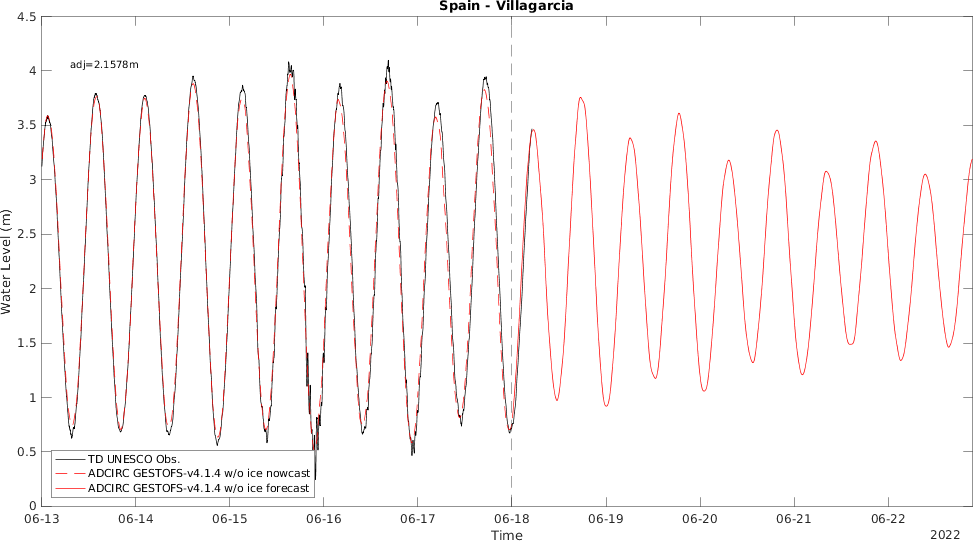 Spain - Villagarcia
4.5
adj=2.1578m
4
3.5
3
2.5
2
1.5
1
0.5
0
Water Level (m)
TD UNESCO Obs.
ADCIRC GESTOFS-v4.1.4 w/o ice nowcast
ADCIRC GESTOFS-v4.1.4 w/o ice forecast
06-13 06-14 06-15 06-16 06-17 06-18 06-19 06-20 06-21 06-22
Time
2022